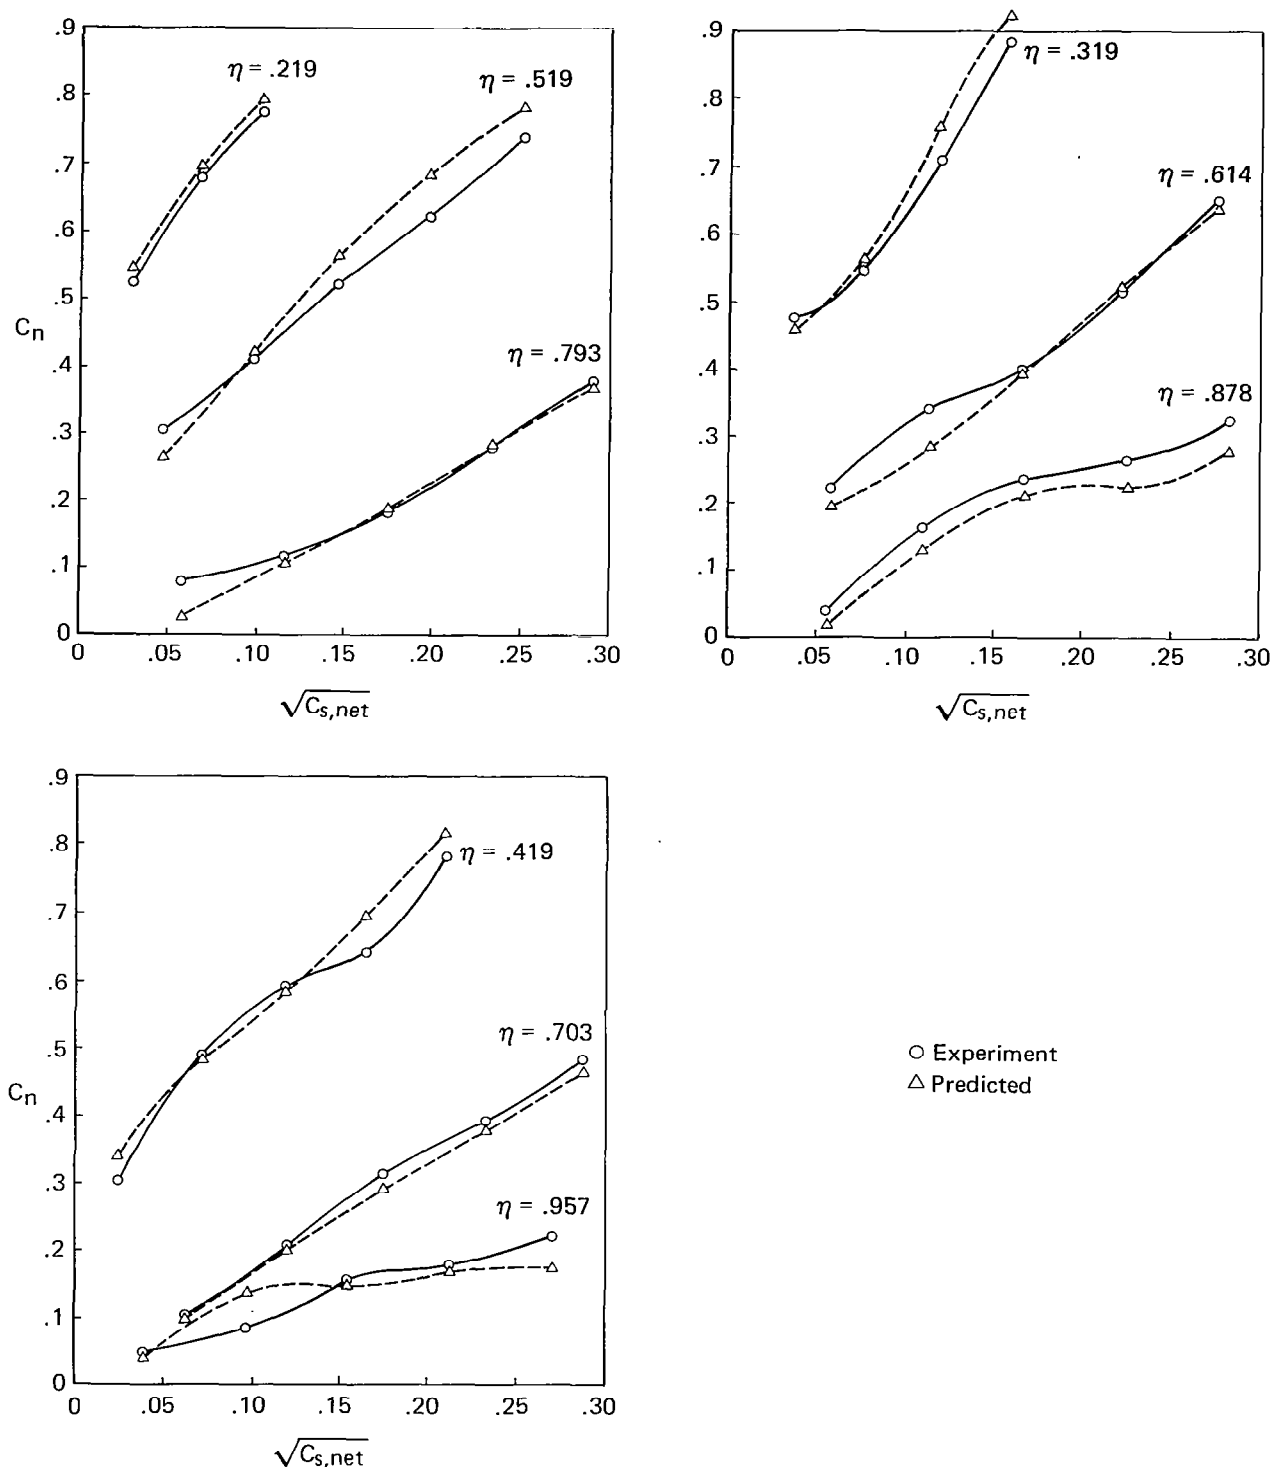 .9
.8
.7
.6
.5
.4
.3
.2
.1
0
Cn
η = .219
η = .519
η = .793
0 .05 .10 .15 .20 .25 .30
√Cs,net
.9
.8
.7
.6
.5
.4
.3
.2
.1
0
η = .319
η = .614
η = .878
0 .05 .10 .15 .20 .25 .30
√Cs,net
.9
.8
.7
.6
.5
.4
.3
.2
.1
0
Cn
η = .419
η = .703
η = .957
0 .05 .10 .15 .20 .25 .30
√Cs,net
○ Experiment
△ Predicted